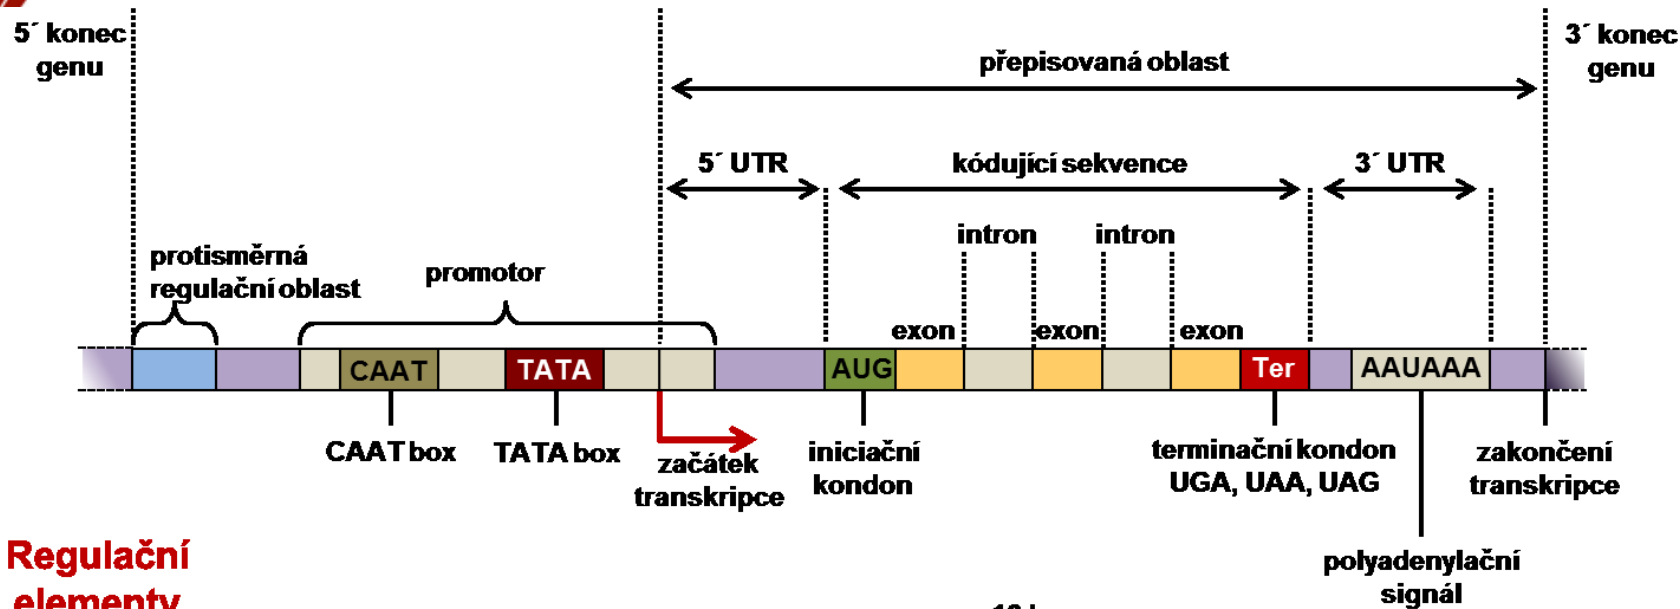 5´ konec
genu
3´ konec
genu
přepisovaná oblast
5´ UTR
kódující sekvence
3´ UTR
intron
intron
protisměrná
regulační oblast
promotor
exon
exon
exon
CAAT
TATA
AUG
Ter
AAUAAA
CAAT box
TATA box
začátek
transkripce
iniciační
kondon
terminační kondon
UGA, UAA, UAG
zakončení
transkripce
polyadenylační
signál
Regulační
elementy